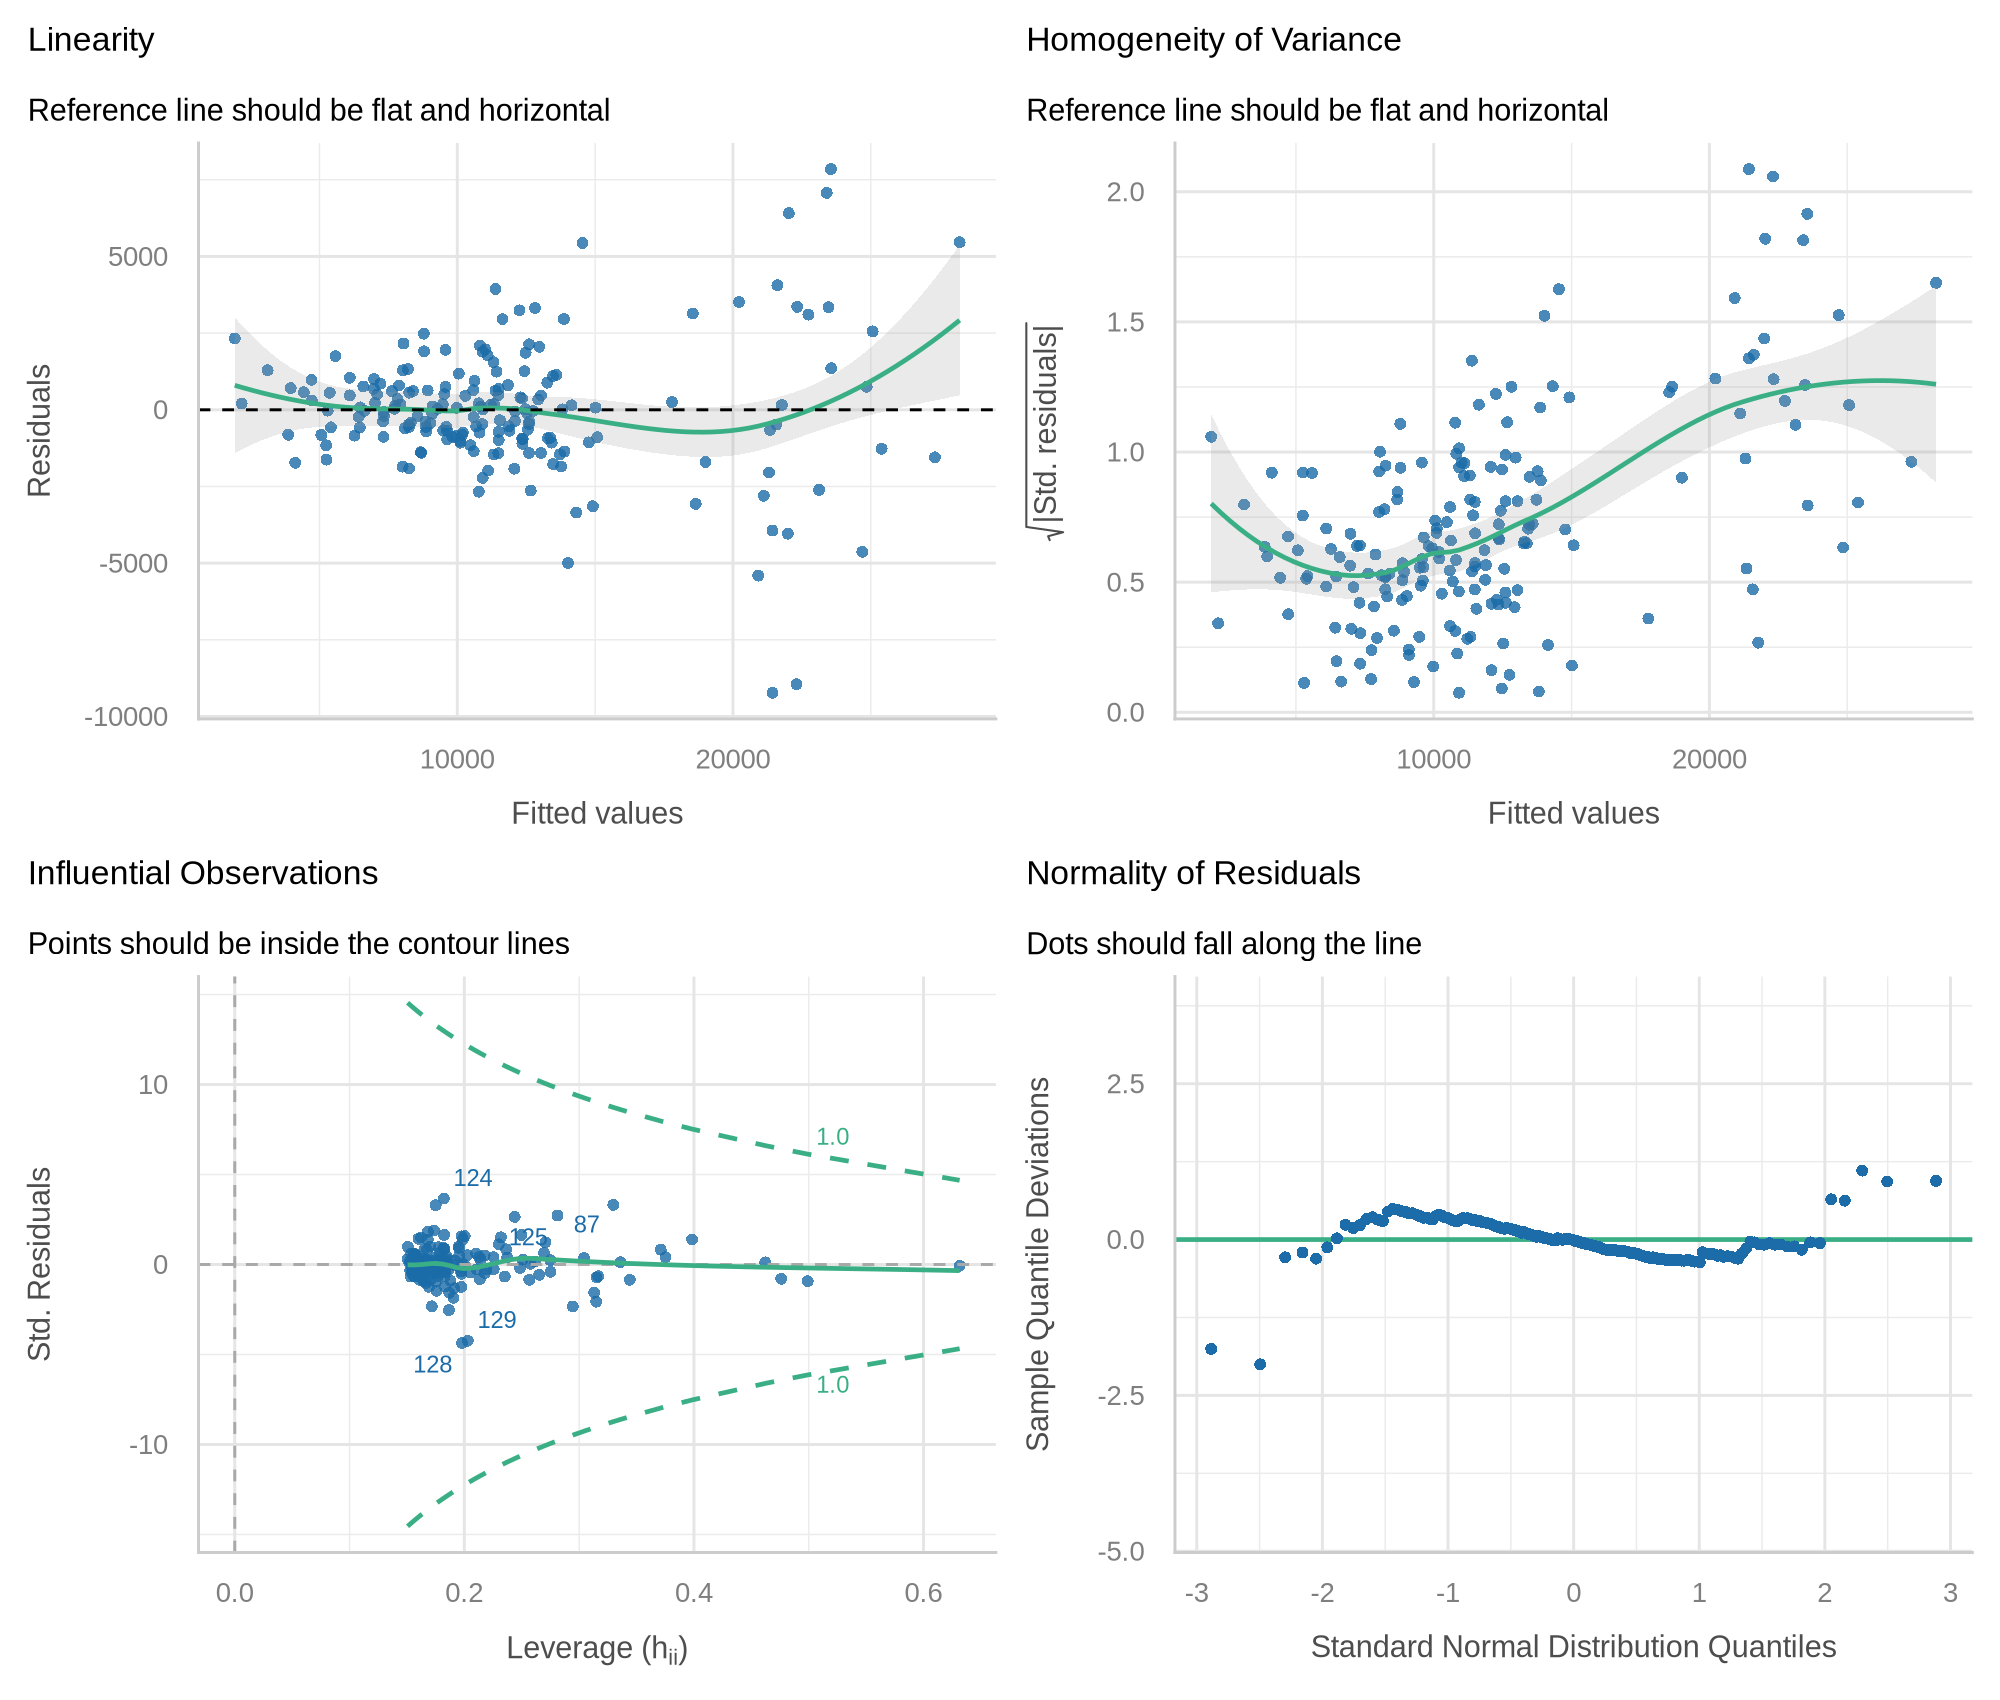 Linearity
Reference line should be flat and horizontal
Residuals
5000
0
-5000
-10000
10000 20000
Fitted values
Homogeneity of Variance
Reference line should be flat and horizontal
√|Std. residuals|
2.0
1.5
1.0
0.5
0.0
10000 20000
Fitted values
Influential Observations
Points should be inside the contour lines
Std. Residuals
10
0
-10
1.0
124
125
87
129
128
1.0
0.0 0.2 0.4 0.6
Leverage (hii)
Normality of Residuals
Dots should fall along the line
Sample Quantile Deviations
2.5
0.0
-2.5
-5.0
-3 -2 -1 0 1 2 3
Standard Normal Distribution Quantiles